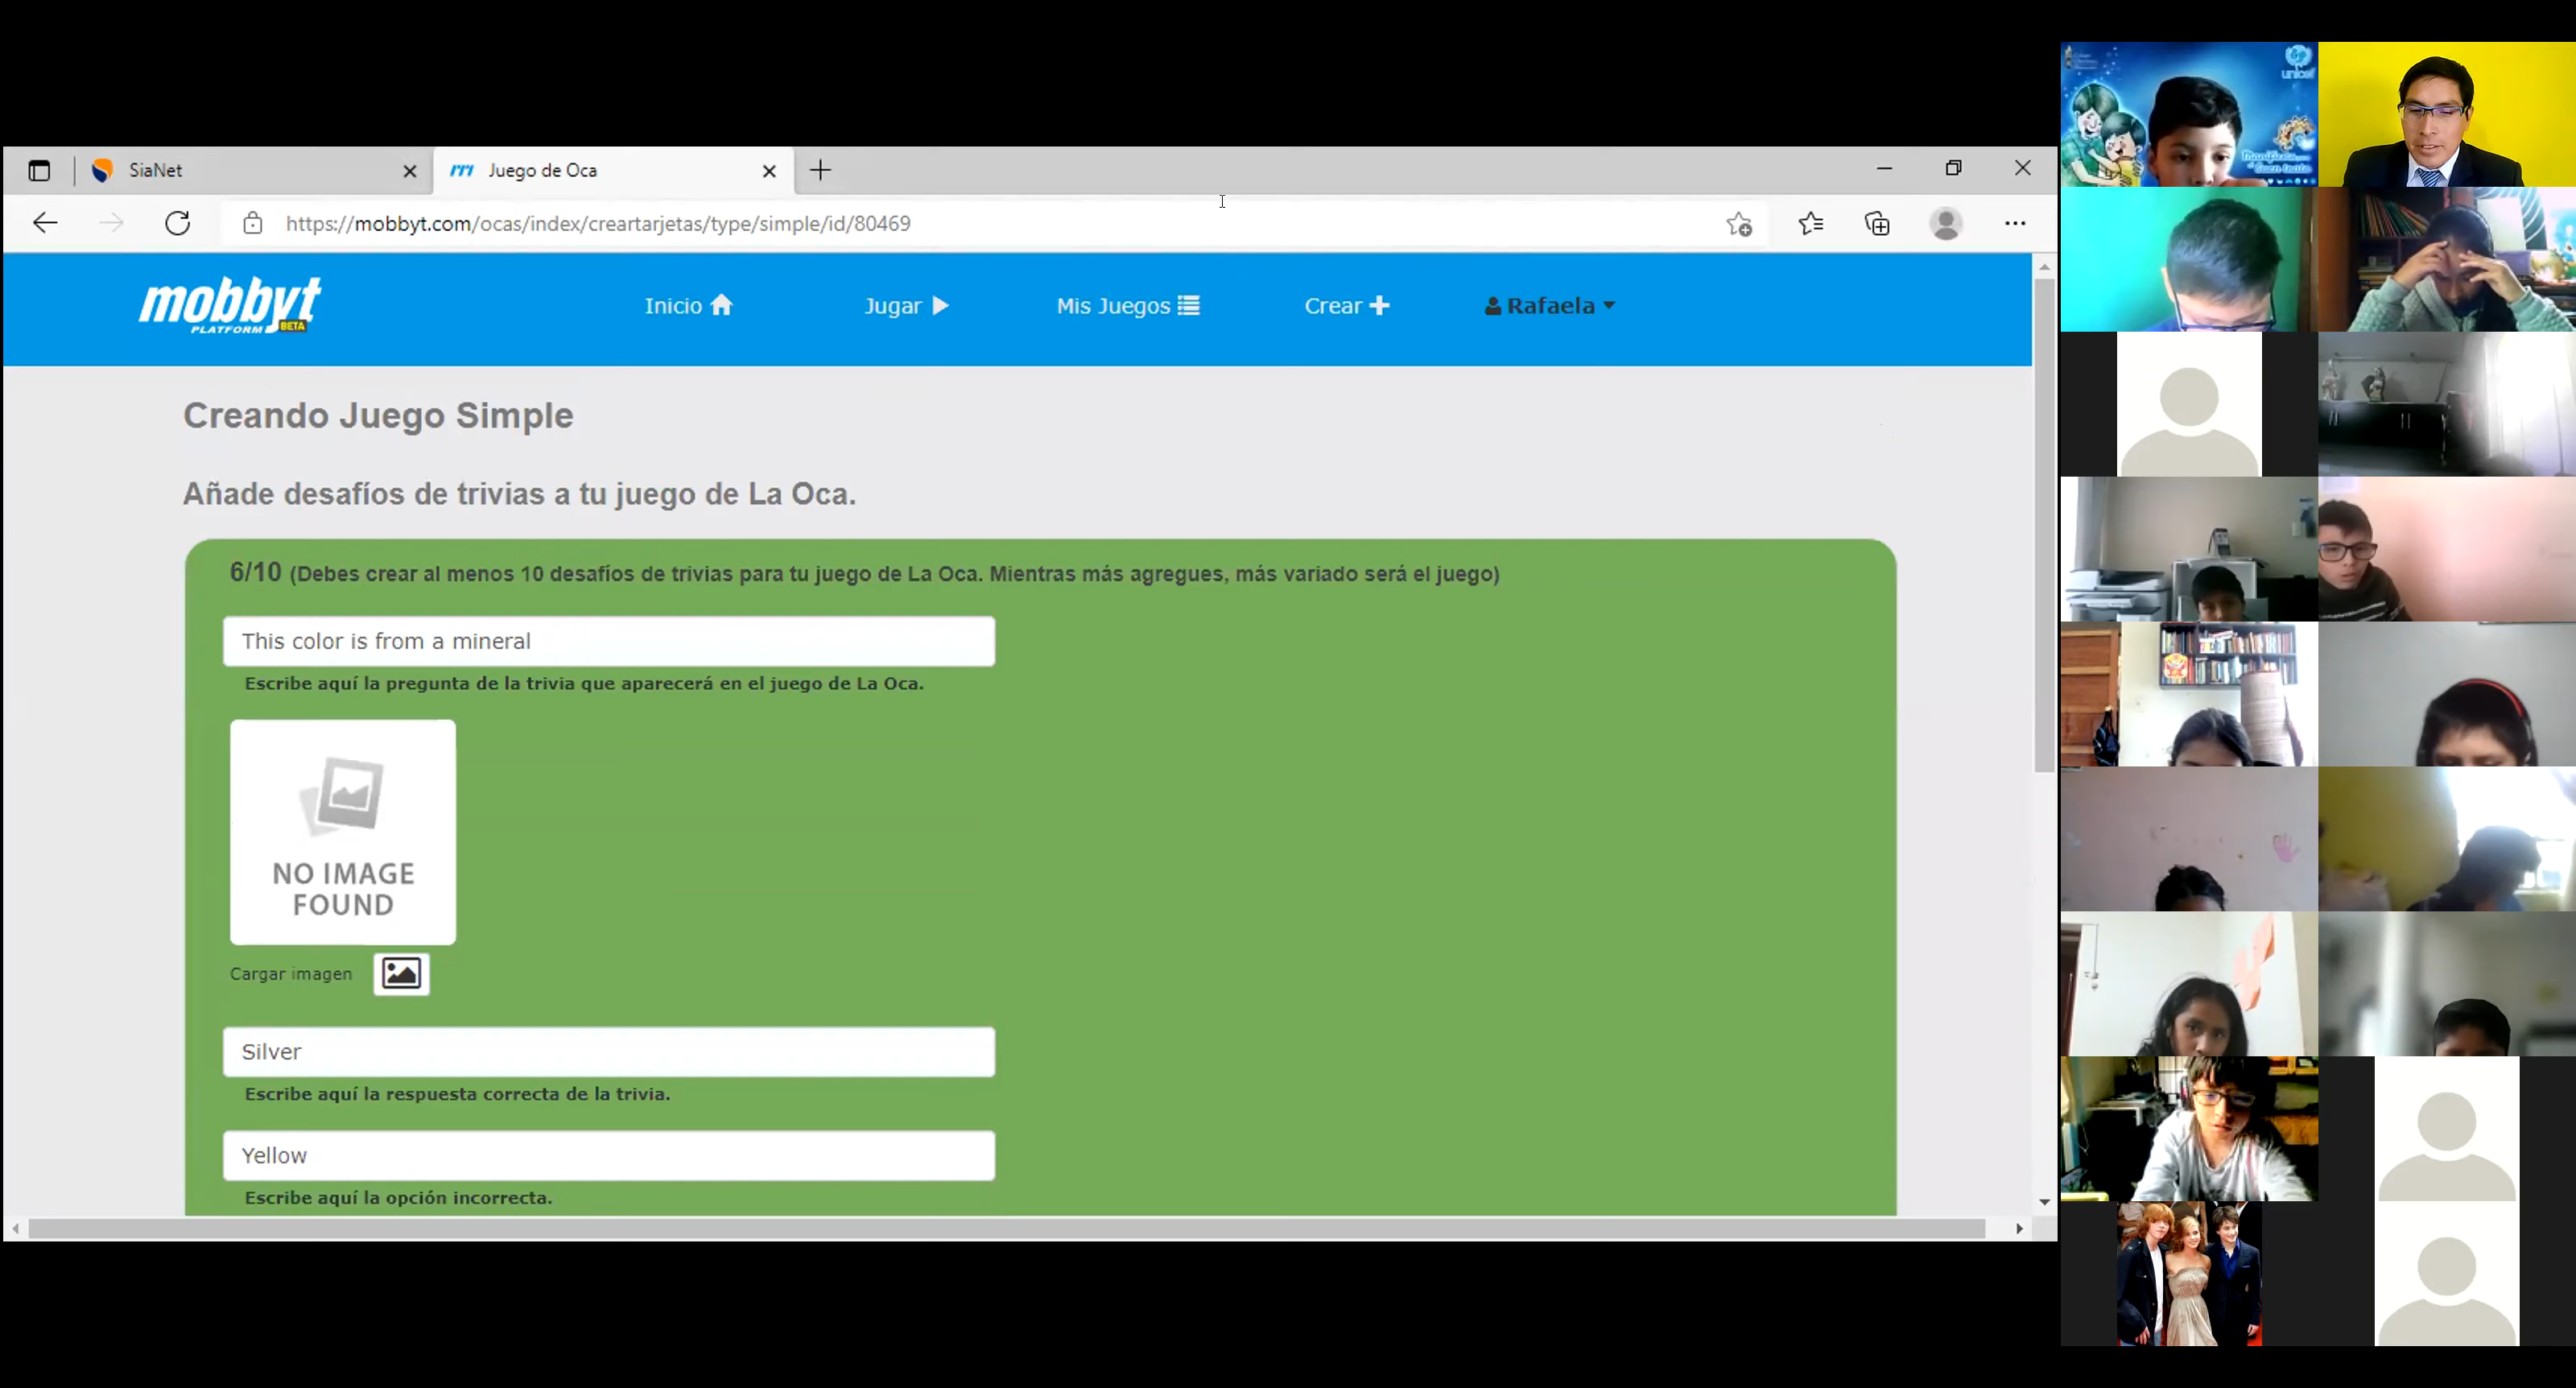 SiaNet
Juego de Oca
https://mobbyt.com/ocas/index/creartarjetas/type/simple/id/80469
mobbyt
PLATFORM BETA
Inicio
Jugar
Mis Juegos
Crear
Rafaela
Creando Juego Simple
Añade desafíos de trivias a tu juego de La Oca.
6/10 (Debes crear al menos 10 desafíos de trivias para tu juego de La Oca. Mientras más agregues, más variado será el juego)
This color is from a mineral
Escribe aquí la pregunta de la trivia que aparecerá en el juego de La Oca.
NO IMAGE
FOUND
Cargar imagen
Silver
Escribe aquí la respuesta correcta de la trivia.
Yellow
Escribe aquí la opción incorrecta.
unicef